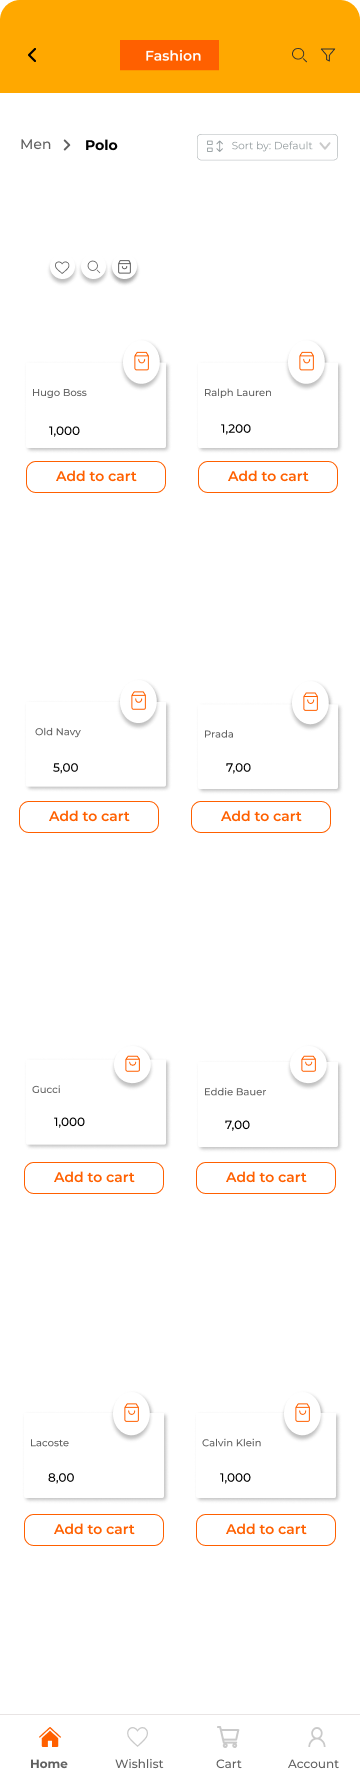 Fashion
Men > Polo
Sort by: Default
Hugo Boss
1,000
Ralph Lauren
1,200
Add to cart
Add to cart
Old Navy
5,00
Prada
7,00
Add to cart
Add to cart
Gucci
1,000
Eddie Bauer
7,00
Add to cart
Add to cart
Lacoste
8,00
Calvin Klein
1,000
Add to cart
Add to cart
Home
Wishlist
Cart
Account